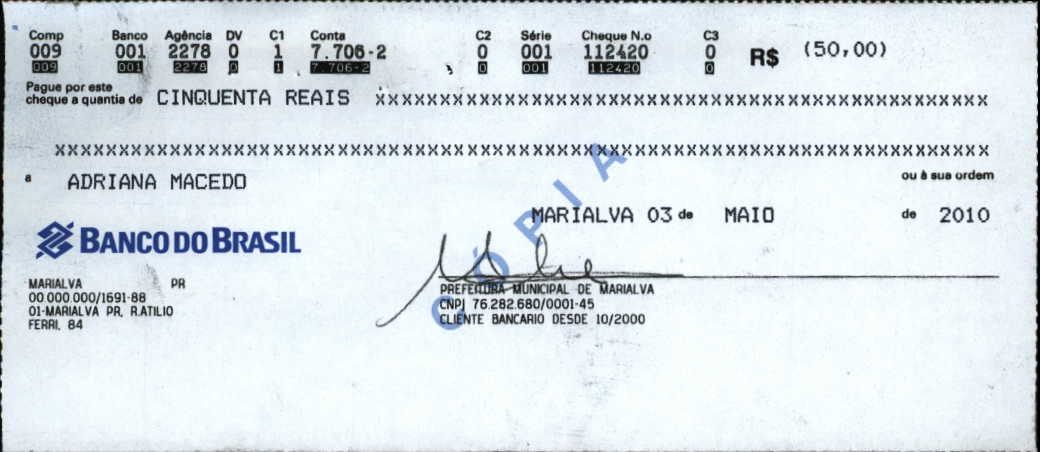 Comp Banco Agência DV C1 Conta C2 Série Cheque N.o C3
009 001 2278 0 1 7.706-2 0 001 112420 0 R$ (50,00)
009 001 2278 0 1 7.706-2 0 001 112420 0
Pague por este
cheque a quantia de CINQUENTA REAIS XXXXXXXXXXXXXXXXXXXXXXXXXXXXXXXXXXXXXXXXXXXXXXXXXXXXXXXX
XXXXXXXXXXXXXXXXXXXXXXXXXXXXXXXXXXXXXXXXXXXXXXXXXXXXXXXXXXXXXXXXXXXXXXXXXXXXXXXXXXXXXX
a ADRIANA MACEDO ou à sua ordem
MARIALVA 03 de MAIO de 2010
CÓPIA
BANCO DO BRASIL
MARIALVA PR
00.000.000/1691-88
01-MARIALVA PR, R.ATILIO
FERRI, 84
PREFEITURA MUNICIPAL DE MARIALVA
CNPJ 76.282.680/0001-45
CLIENTE BANCARIO DESDE 10/2000